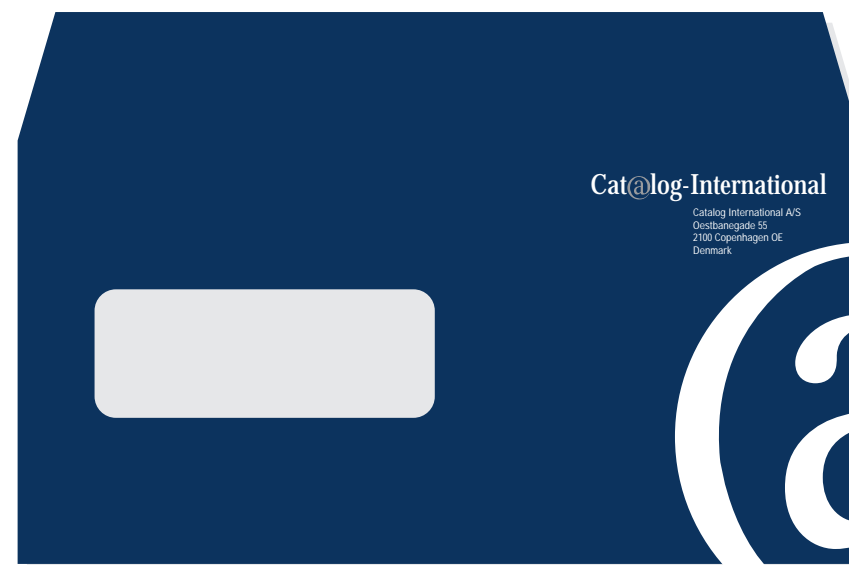 Cat@log-International
Catalog International A/S
Oestbanegade 55
2100 Copenhagen OE
Denmark
@